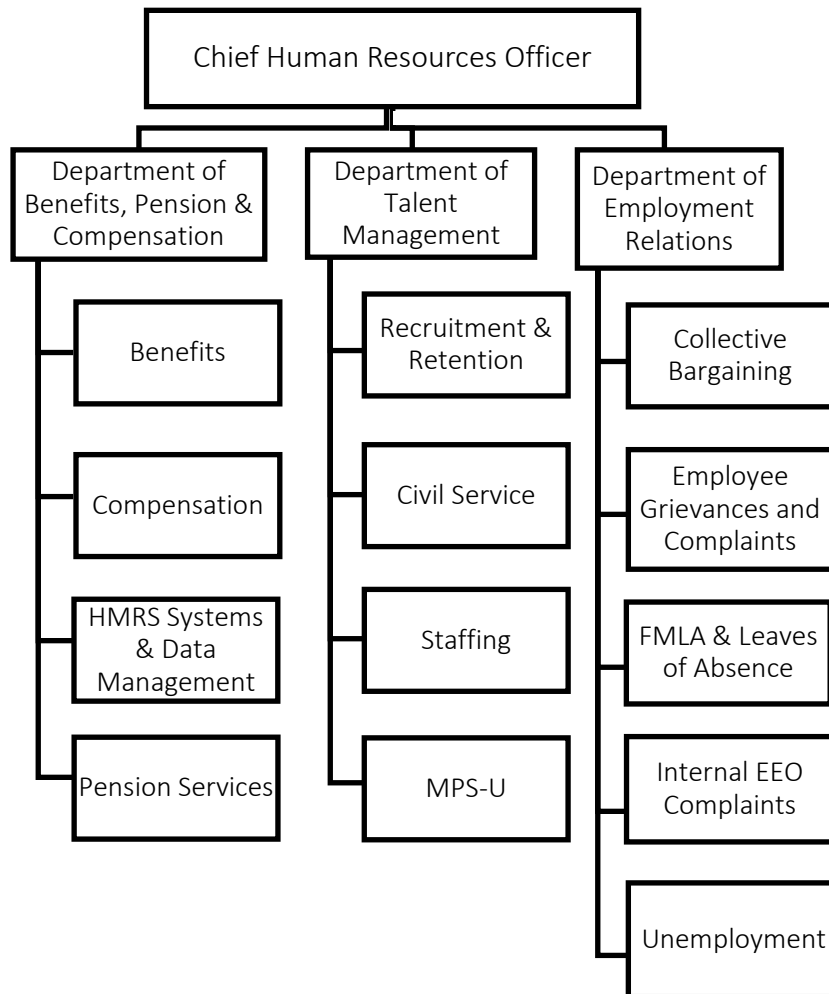 Chief Human Resources Officer
Department of
Benefits, Pension &
Compensation
Department of
Talent
Management
Department of
Employment
Relations
Benefits
Compensation
HMRS Systems
& Data
Management
Pension Services
Recruitment &
Retention
Civil Service
Staffing
MPS-U
Collective
Bargaining
Employee
Grievances and
Complaints
FMLA & Leaves
of Absence
Internal EEO
Complaints
Unemployment